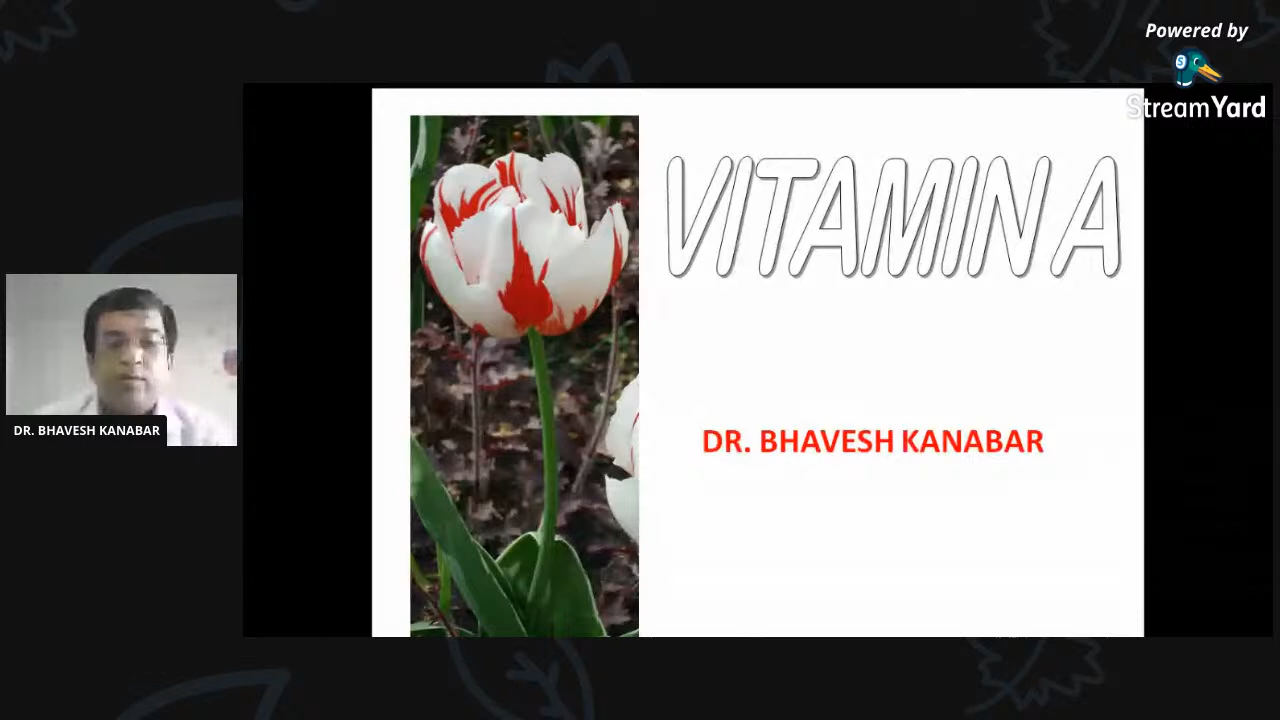 Powered by
StreamYard
VITAMIN A
DR. BHAVESH KANABAR
DR. BHAVESH KANABAR